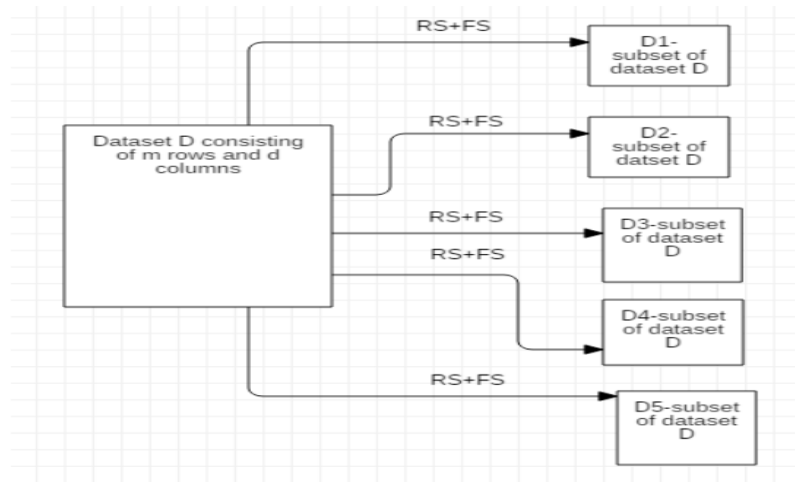 RS+FS
D1-
subset of
dataset D
RS+FS
D2-
subset of
datset D
Dataset D consisting
of m rows and d
columns
RS+FS
D3-subset
of dataset
D
RS+FS
D4-subset
of dataset
D
RS+FS
D5-subset
of dataset
D